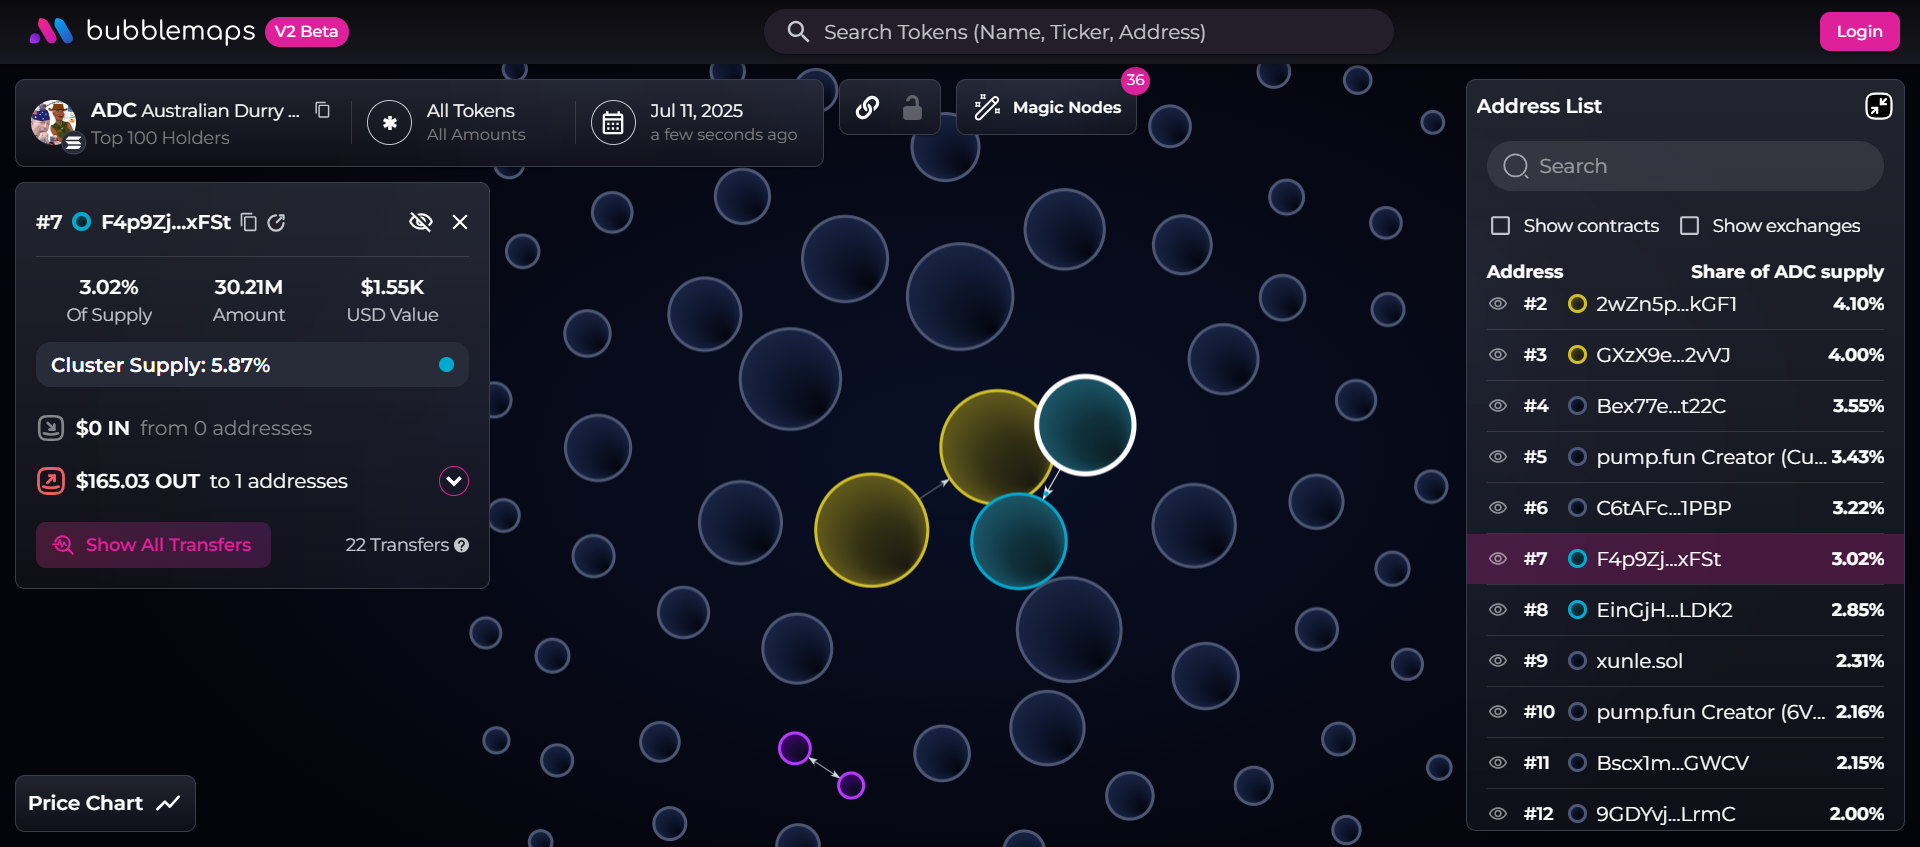 bubblemaps V2 Beta
Search Tokens (Name, Ticker, Address)
Login
ADC Australian Durry ...
Top 100 Holders
All Tokens
All Amounts
Jul 11, 2025
a few seconds ago
Magic Nodes
36
#7 F4p9Zj...xFSt
3.02%
Of Supply
30.21M
Amount
$1.55K
USD Value
Cluster Supply: 5.87%
$0 IN from 0 addresses
$165.03 OUT to 1 addresses
Show All Transfers
22 Transfers ?
Price Chart
Address List
Search
Show contracts
Show exchanges
Address Share of ADC supply
#2 2wZn5p...kGF1 4.10%
#3 GXzX9e...2vVJ 4.00%
#4 Bex77e...t22C 3.55%
#5 pump.fun Creator (Cu... 3.43%
#6 C6tAFc...1PBP 3.22%
#7 F4p9Zj...xFSt 3.02%
#8 EinGjH...LDK2 2.85%
#9 xunle.sol 2.31%
#10 pump.fun Creator (6V... 2.16%
#11 Bscx1m...GWCV 2.15%
#12 9GDYvj...LrmC 2.00%